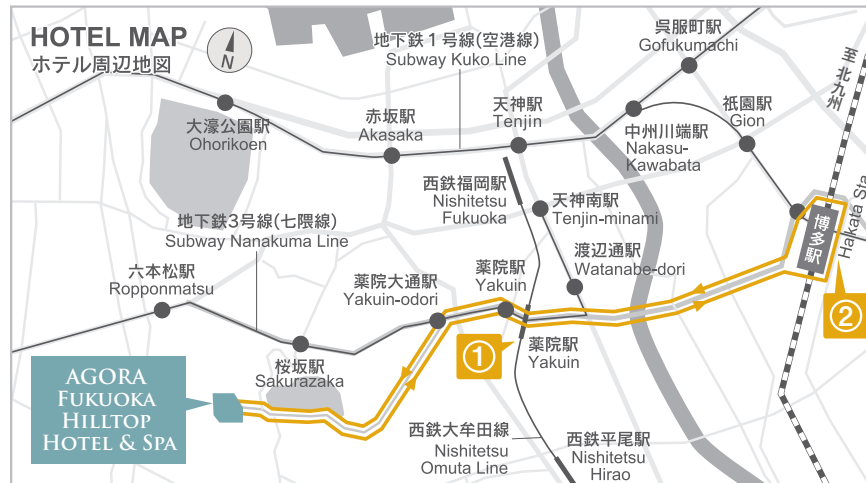 HOTEL MAP
ホテル周辺地図
N
地下鉄1号線(空港線)
Subway Kuko Line
呉服町駅
Gofukumachi
至 北九州
大濠公園駅
Ohorikoen
赤坂駅
Akasaka
天神駅
Tenjin
中州川端駅
Nakasu-
Kawabata
祇園駅
Gion
西鉄福岡駅
Nishitetsu
Fukuoka
天神南駅
Tenjin-minami
博多駅
Hakata Sta
地下鉄3号線(七隈線)
Subway Nanakuma Line
渡辺通駅
Watanabe-dori
六本松駅
Ropponmatsu
薬院大通駅
Yakuin-odori
薬院駅
Yakuin
①
②
薬院駅
Yakuin
桜坂駅
Sakurazaka
AGORA
FUKUOKA
HILLTOP
HOTEL & SPA
西鉄大牟田線
Nishitetsu
Omuta Line
西鉄平尾駅
Nishitetsu
Hirao